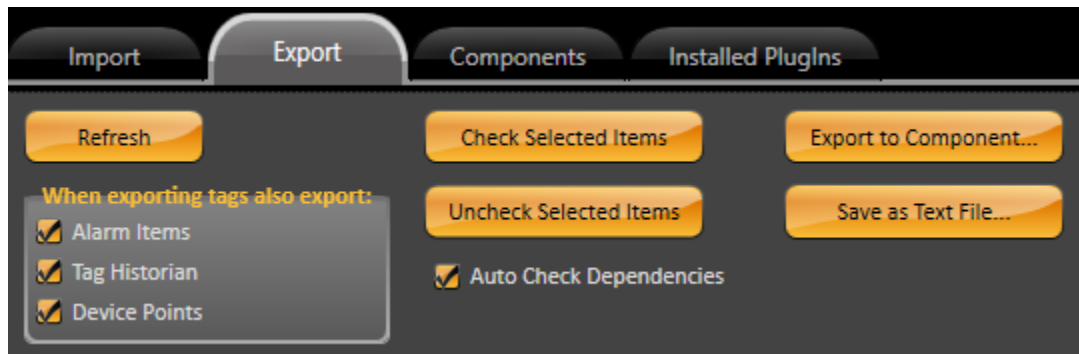 Import
Export
Components
Installed PlugIns
Refresh
Check Selected Items
Export to Component...
When exporting tags also export:
Uncheck Selected Items
Save as Text File...
Alarm Items
Tag Historian
Auto Check Dependencies
Device Points